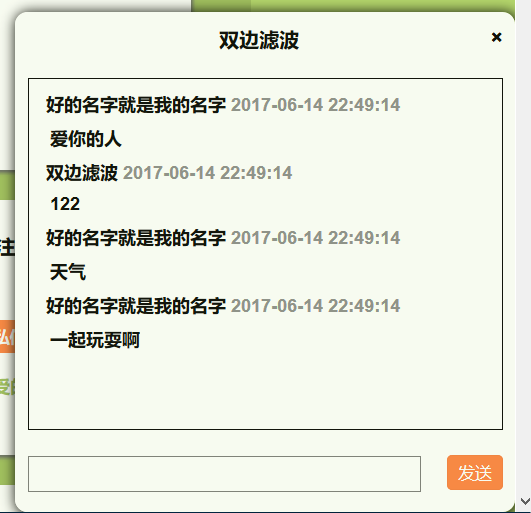 双边滤波
×
好的名字就是我的名字 2017-06-14 22:49:14
爱你的人
双边滤波 2017-06-14 22:49:14
122
好的名字就是我的名字 2017-06-14 22:49:14
天气
好的名字就是我的名字 2017-06-14 22:49:14
一起玩耍啊
发送
注
私
受